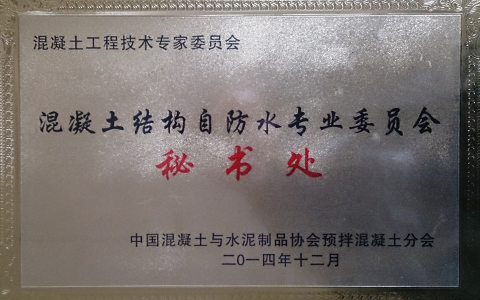 混凝土工程技术专家委员会
混凝土结构自防水专业委员会
秘书处
中国混凝土与水泥制品协会预拌混凝土分会
二〇一四年十二月